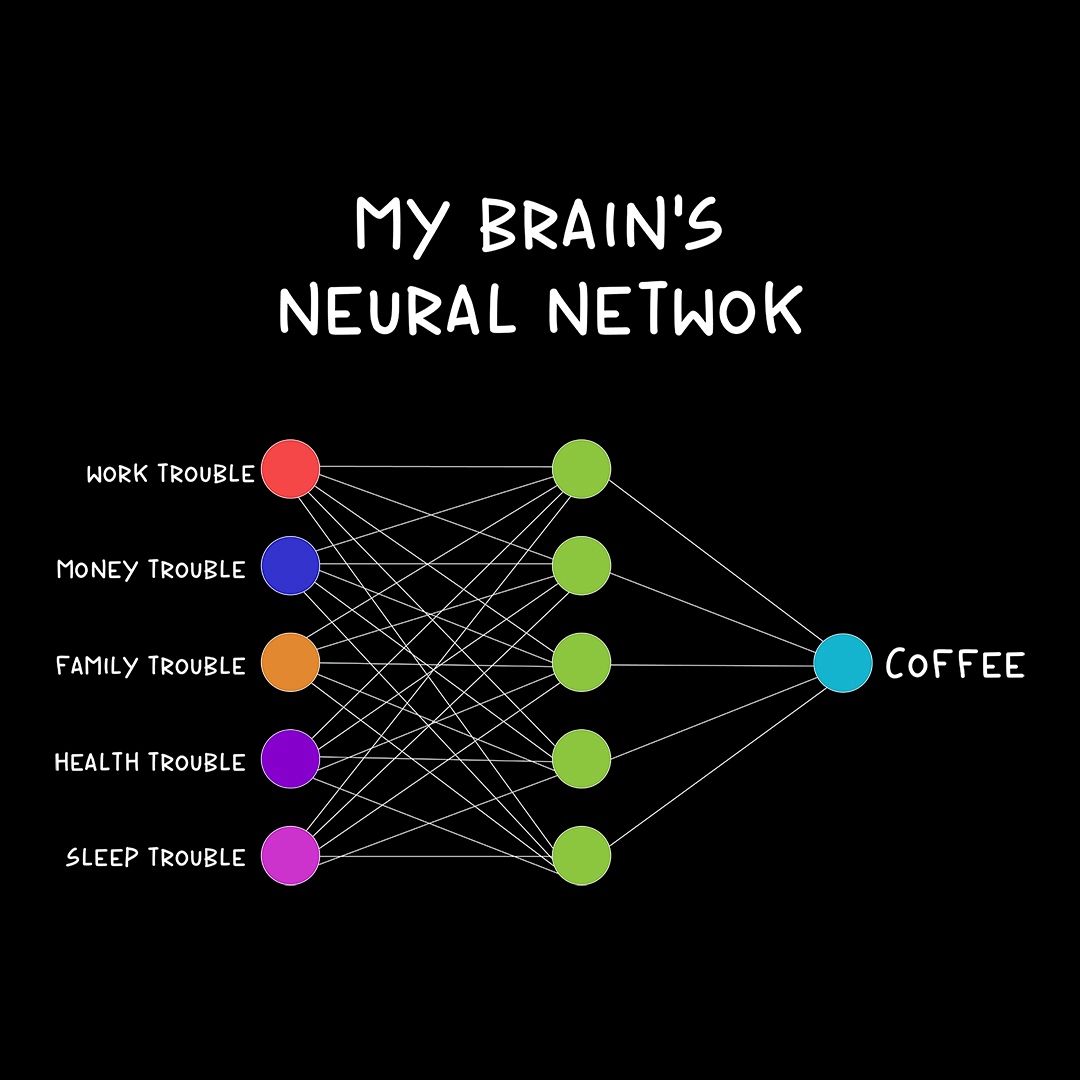 MY BRAIN'S
NEURAL NETWOK
WORK TROUBLE
MONEY TROUBLE
FAMILY TROUBLE
HEALTH TROUBLE
SLEEP TROUBLE
COFFEE